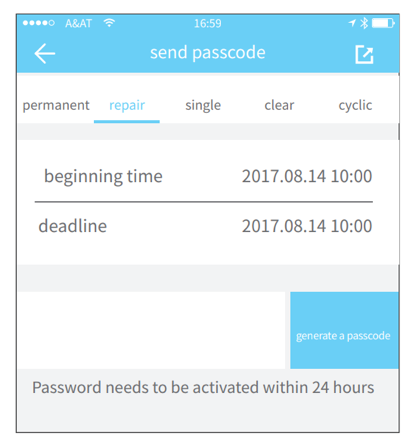 A&AT 16:59
send passcode
permanent repair single clear cyclic
beginning time 2017.08.14 10:00
deadline 2017.08.14 10:00
generate a passcode
Password needs to be activated within 24 hours